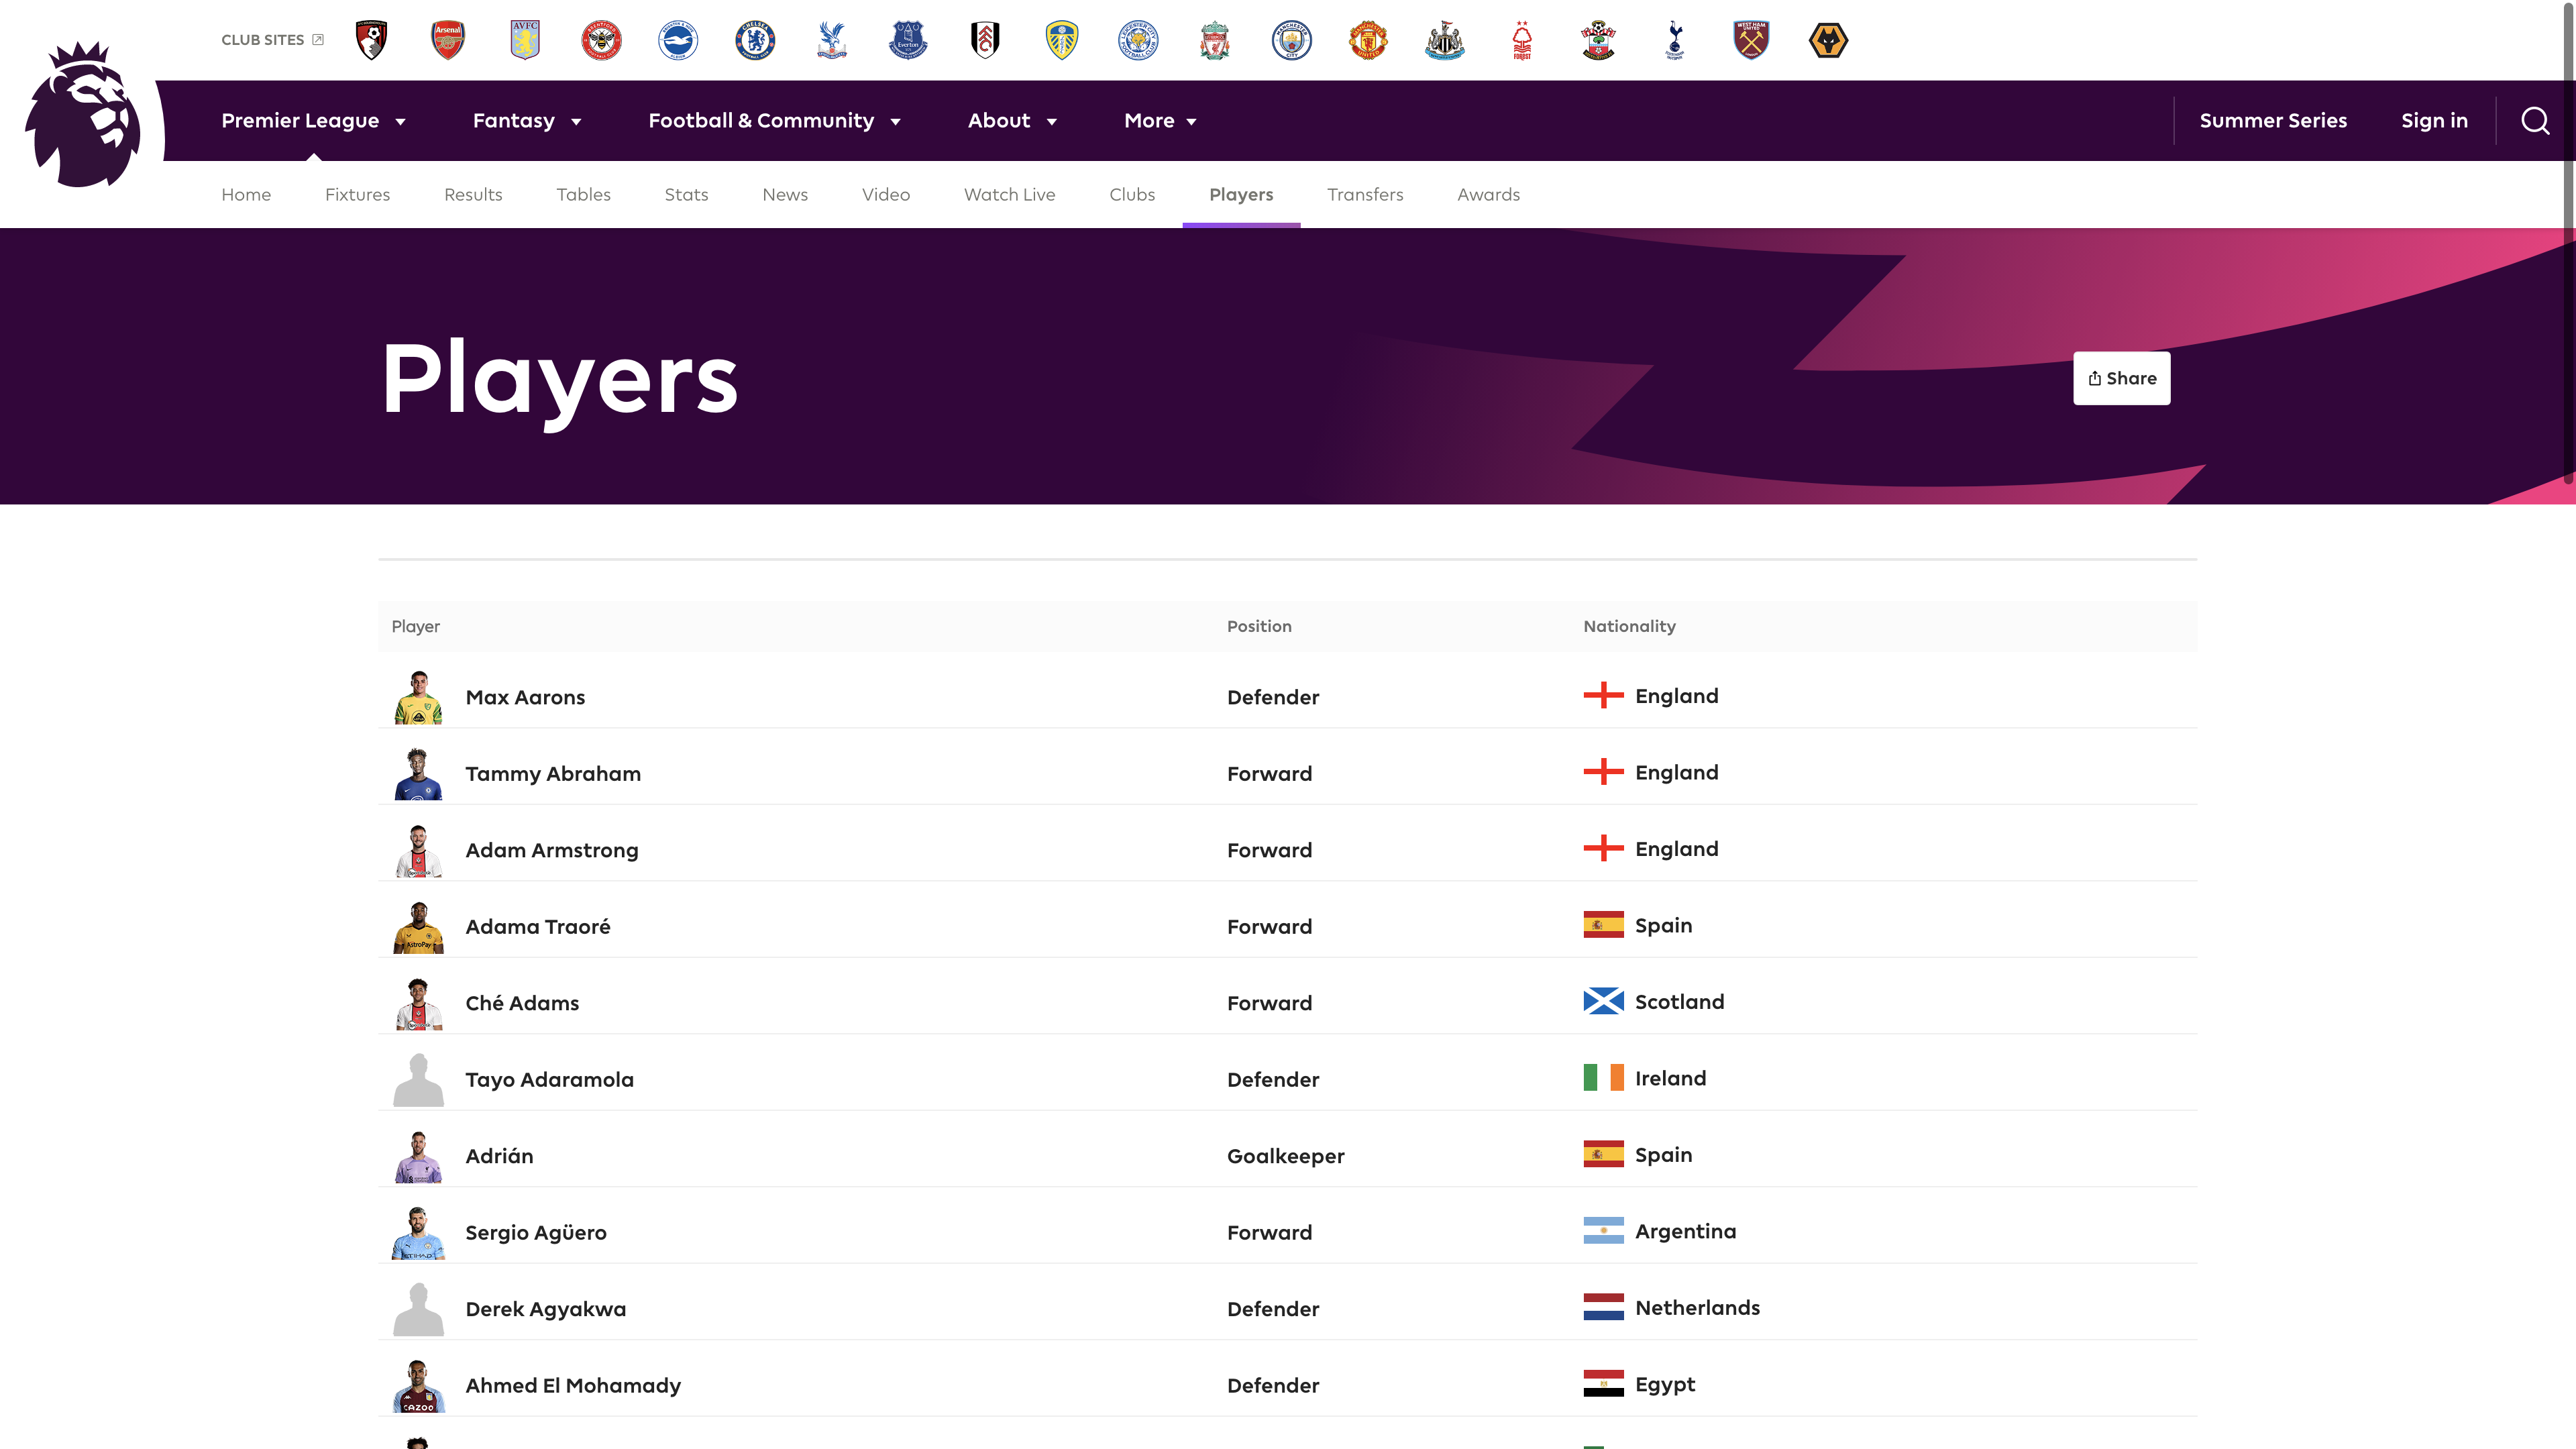 CLUB SITES
Premier League
Fantasy
Football & Community
About
More
Summer Series
Sign in
Home
Fixtures
Results
Tables
Stats
News
Video
Watch Live
Clubs
Players
Transfers
Awards
Players
Share
Player Position Nationality
Max Aarons Defender England
Tammy Abraham Forward England
Adam Armstrong Forward England
Adama Traoré Forward Spain
Ché Adams Forward Scotland
Tayo Adaramola Defender Ireland
Adrián Goalkeeper Spain
Sergio Agüero Forward Argentina
Derek Agyakwa Defender Netherlands
Ahmed El Mohamady Defender Egypt